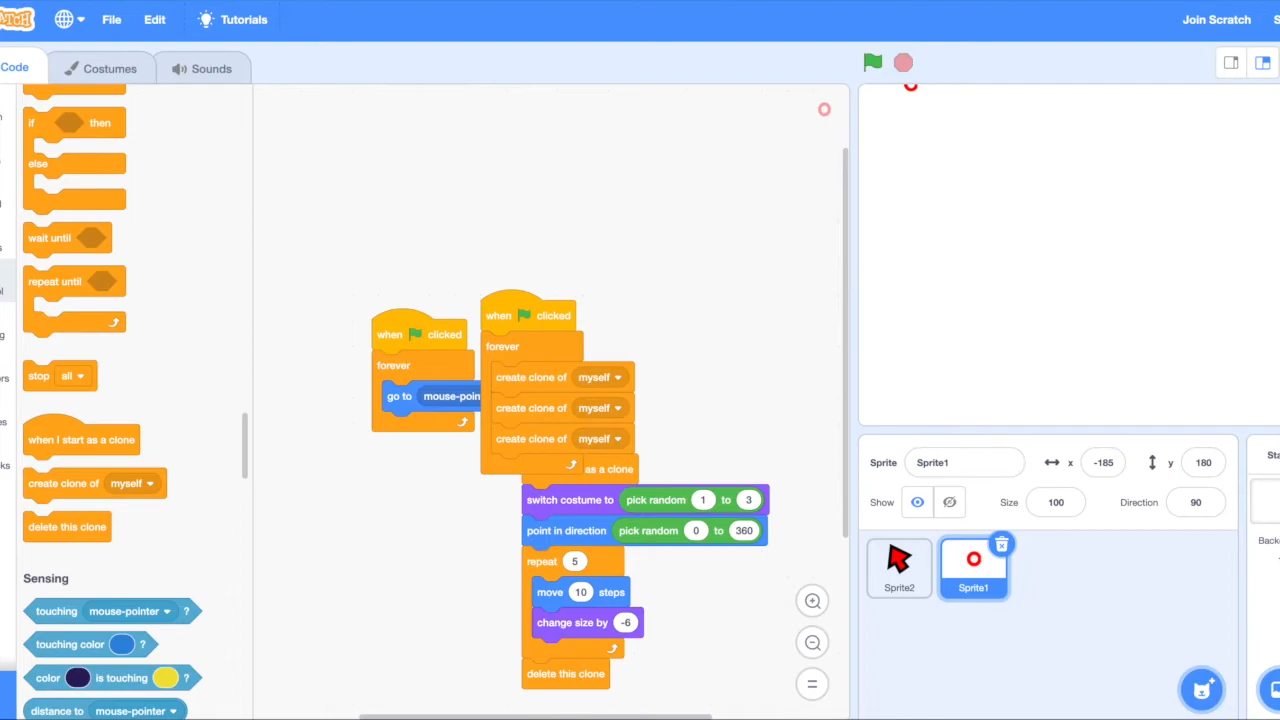 File
Edit
Tutorials
Join Scratch
Code
Costumes
Sounds
if then
else
wait until
repeat until
stop all
when I start as a clone
create clone of myself
delete this clone
Sensing
touching mouse-pointer ?
touching color ?
color is touching ?
distance to mouse-pointer
when clicked
forever
go to mouse-poin
when clicked
forever
create clone of myself
create clone of myself
create clone of myself
as a clone
switch costume to pick random 1 to 3
point in direction pick random 0 to 360
repeat 5
move 10 steps
change size by -6
delete this clone
Sprite Sprite1 x -185 y 180
Show Size 100 Direction 90
Sprite2
Sprite1